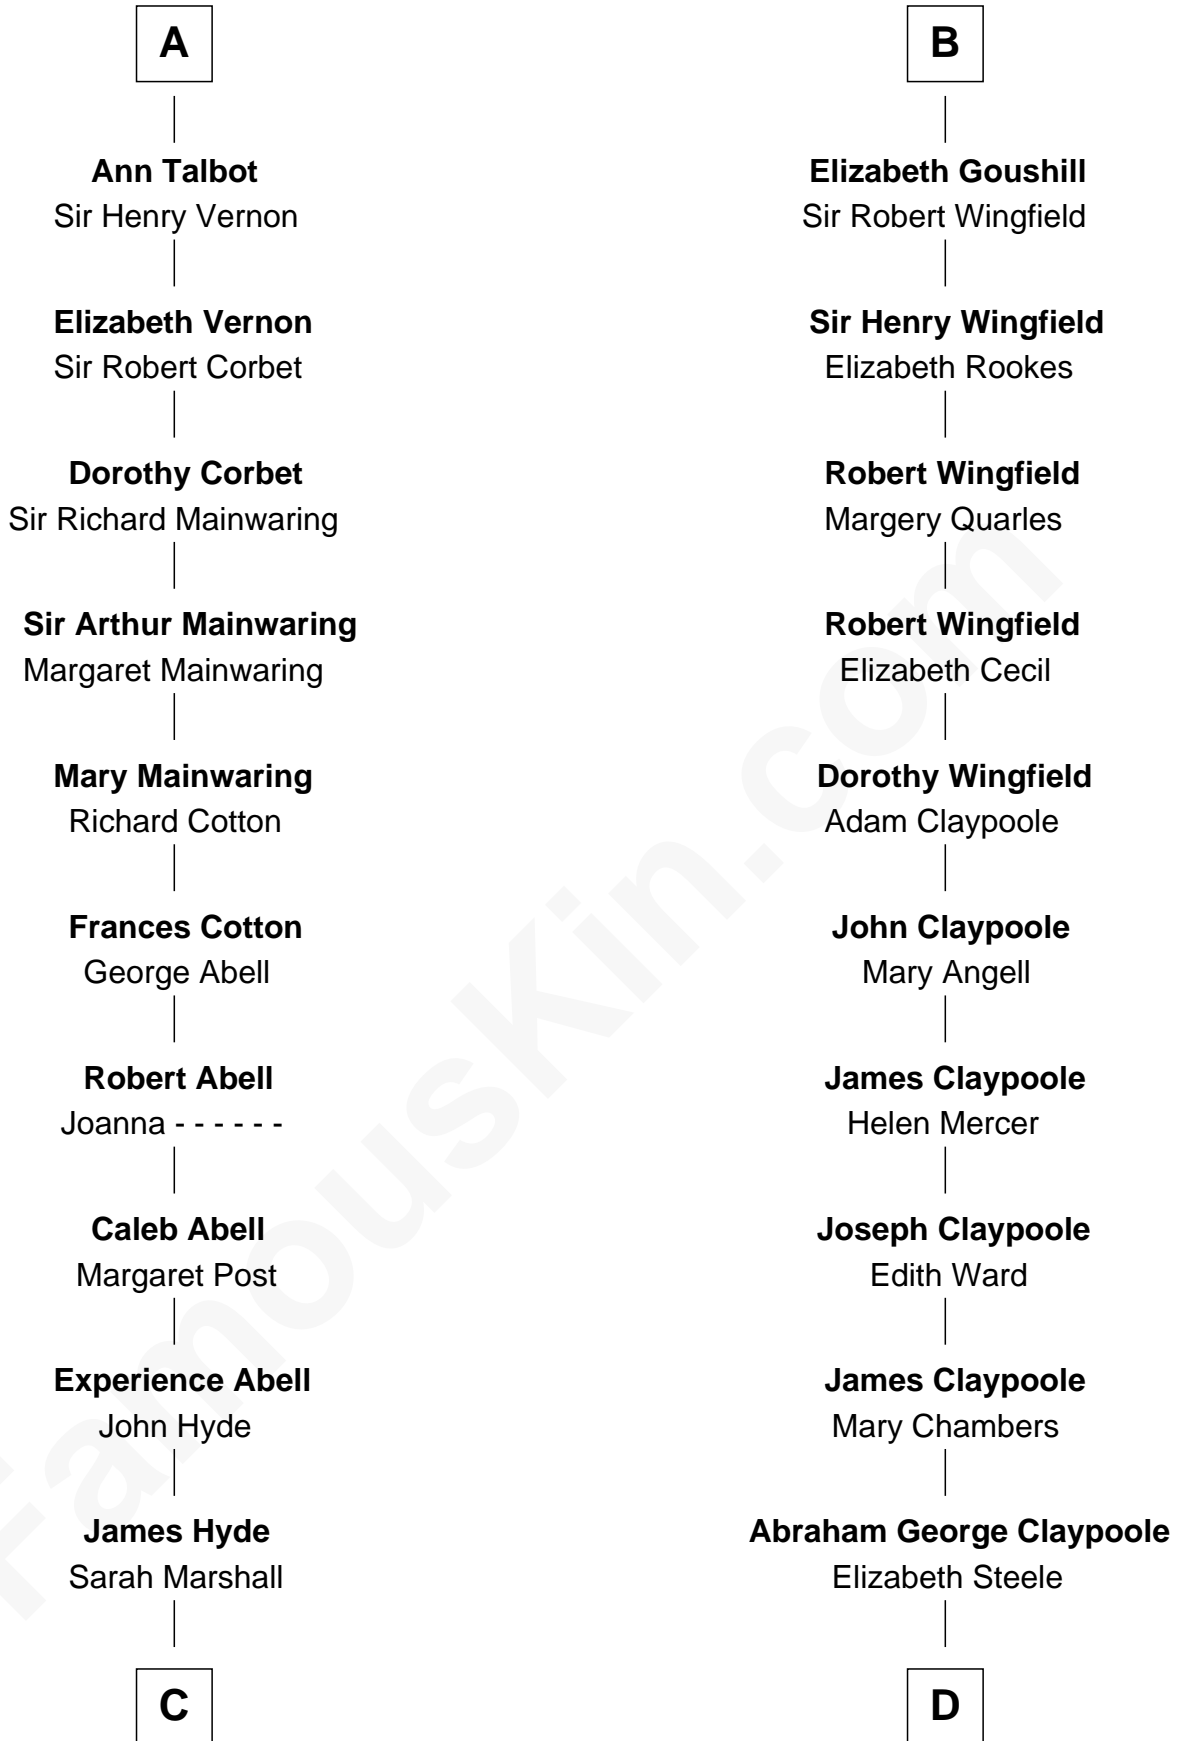 A
Ann Talbot
Sir Henry Vernon
Elizabeth Vernon
Sir Robert Corbet
Dorothy Corbet
Sir Richard Mainwaring
Sir Arthur Mainwaring
Margaret Mainwaring
Mary Mainwaring
Richard Cotton
Frances Cotton
George Abell
Robert Abell
Joanna - - - - - -
Caleb Abell
Margaret Post
Experience Abell
John Hyde
James Hyde
Sarah Marshall
C
B
Elizabeth Goushill
Sir Robert Wingfield
Sir Henry Wingfield
Elizabeth Rookes
Robert Wingfield
Margery Quarles
Robert Wingfield
Elizabeth Cecil
Dorothy Wingfield
Adam Claypoole
John Claypoole
Mary Angell
James Claypoole
Helen Mercer
Joseph Claypoole
Edith Ward
James Claypoole
Mary Chambers
Abraham George Claypoole
Elizabeth Steele
D
FamousKin.com